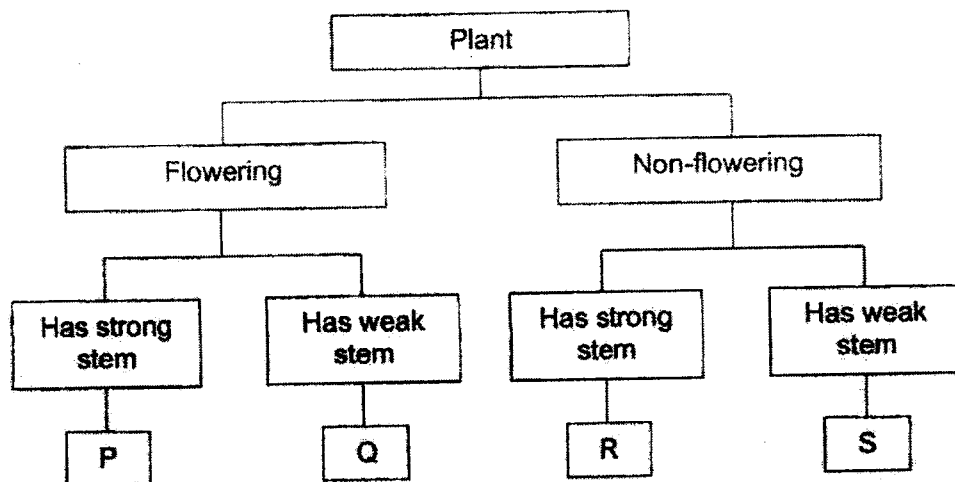 Plant
Flowering
Non-flowering
Has strong
stem
Has weak
stem
Has strong
stem
Has weak
stem
P
Q
R
S